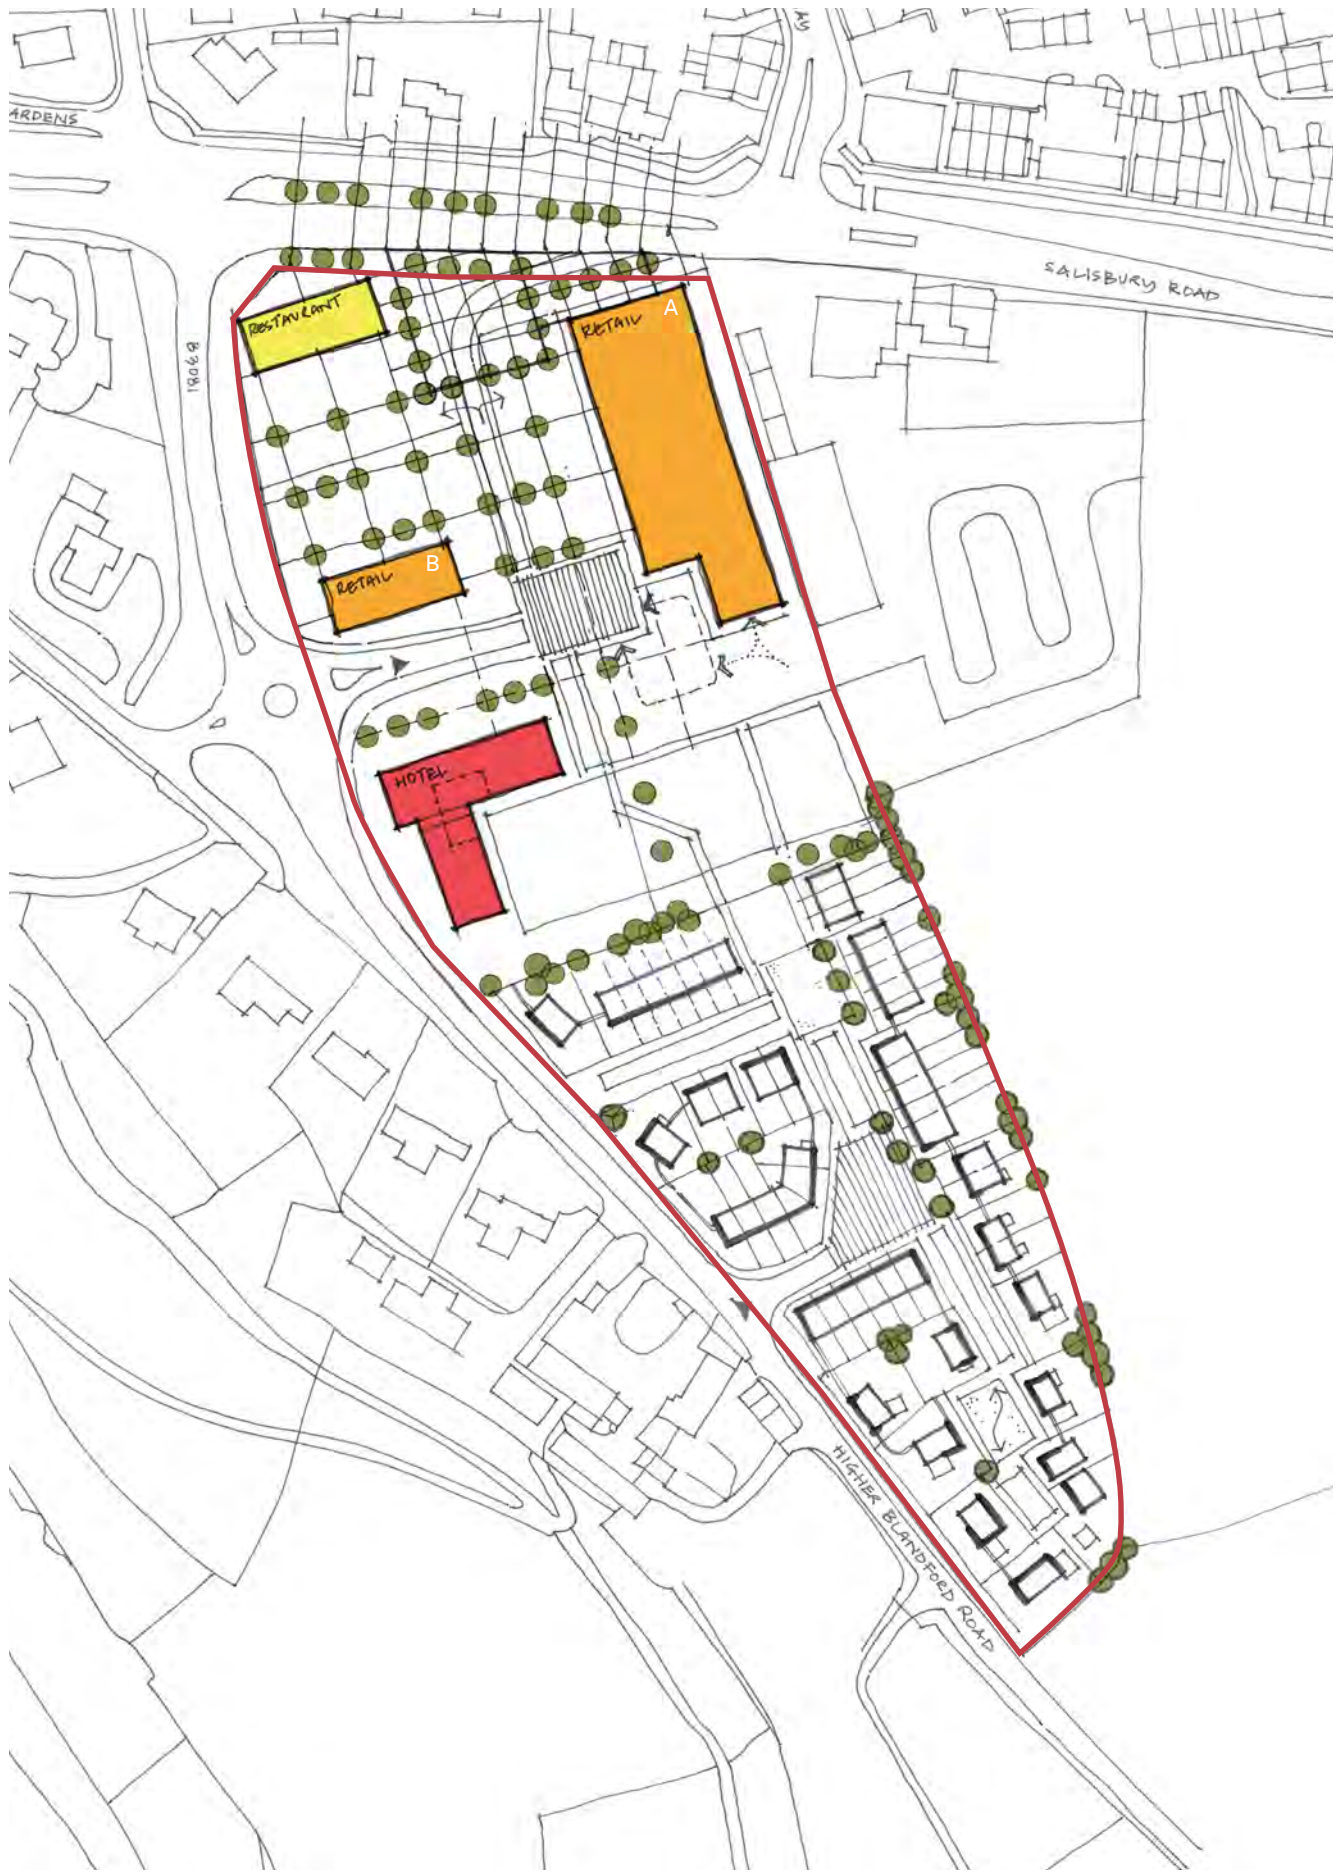 ARDENS
SALISBURY ROAD
RESTAURANT
RETAIL
A
B3081
RETAIL
B
HOTEL
HIGHER BLANDFORD ROAD